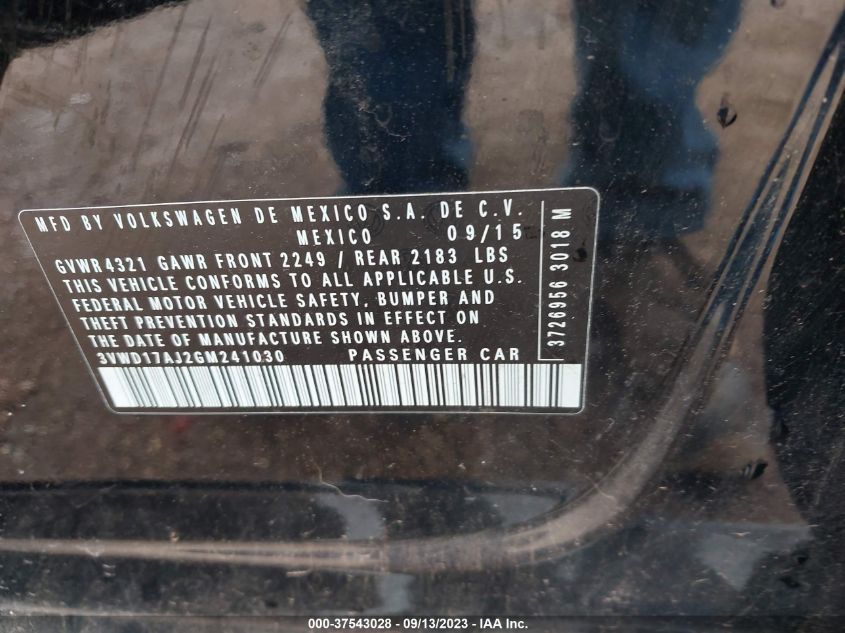 MFD BY VOLKSWAGEN DE MEXICO S.A. DE C.V.
MEXICO 09/15
GVWR 4321 GAWR FRONT 2249 / REAR 2183 LBS
THIS VEHICLE CONFORMS TO ALL APPLICABLE U.S.
FEDERAL MOTOR VEHICLE SAFETY, BUMPER AND
THEFT PREVENTION STANDARDS IN EFFECT ON
THE DATE OF MANUFACTURE SHOWN ABOVE.
3VWD17AJ2GM241030 PASSENGER CAR
3726956 3018 M
000-37543028 - 09/13/2023 - © IAA Inc.